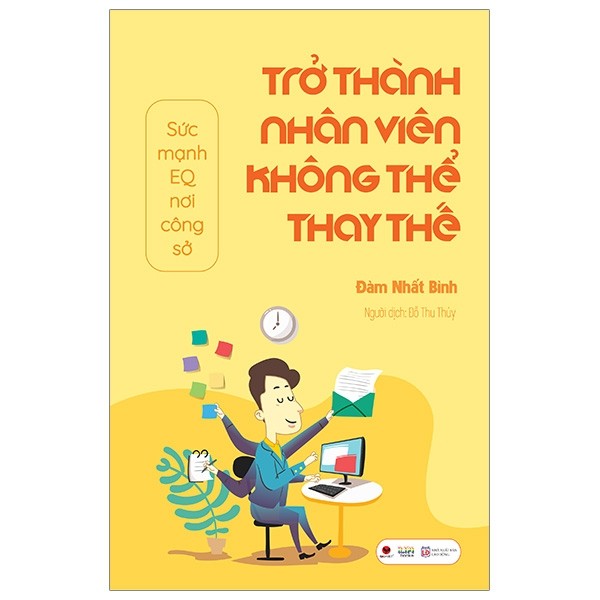 TRỞ THÀNH
NHÂN VIÊN
KHÔNG THỂ
THAY THẾ
Sức
mạnh
EQ
nơi
công
sở
Đàm Nhất Bình
Người dịch: Đỗ Thu Thủy